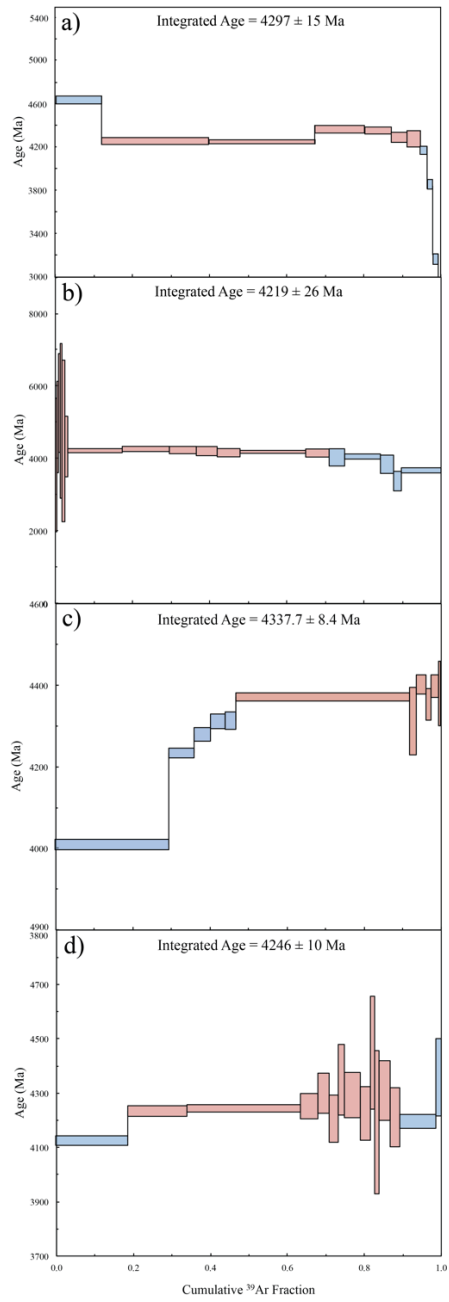 a)
Integrated Age = 4297 ± 15 Ma
5400
5000
4600
4200
3800
3400
3000
Age (Ma)
b)
Integrated Age = 4219 ± 26 Ma
8000
6000
4000
2000
Age (Ma)
4600
c)
Integrated Age = 4337.7 ± 8.4 Ma
4400
4200
4000
4900
Age (Ma)
3800
d)
Integrated Age = 4246 ± 10 Ma
4700
4500
4300
4100
3900
3700
Age (Ma)
0.0 0.2 0.4 0.6 0.8 1.0
Cumulative ³⁹Ar Fraction